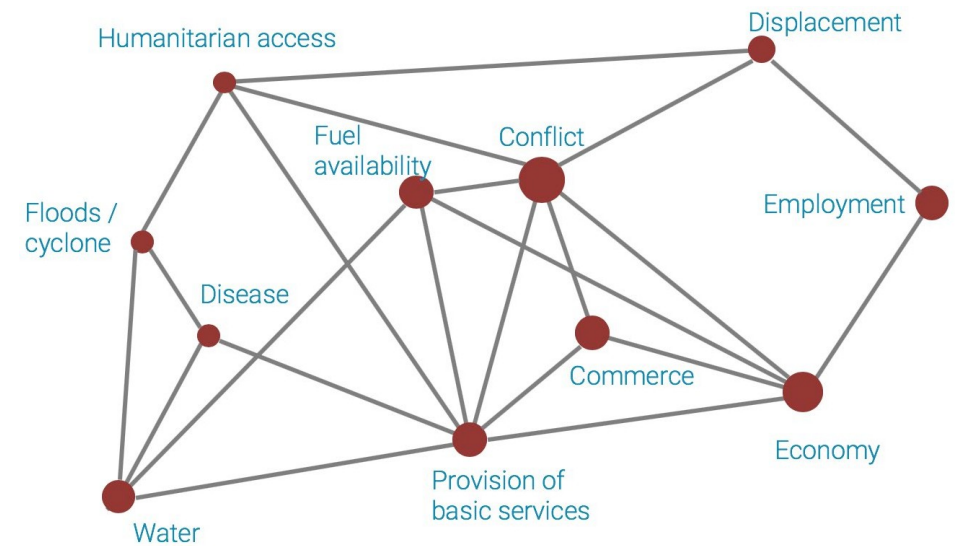 Displacement
Humanitarian access
Fuel
availability
Conflict
Floods /
cyclone
Employment
Disease
Commerce
Economy
Provision of
basic services
Water